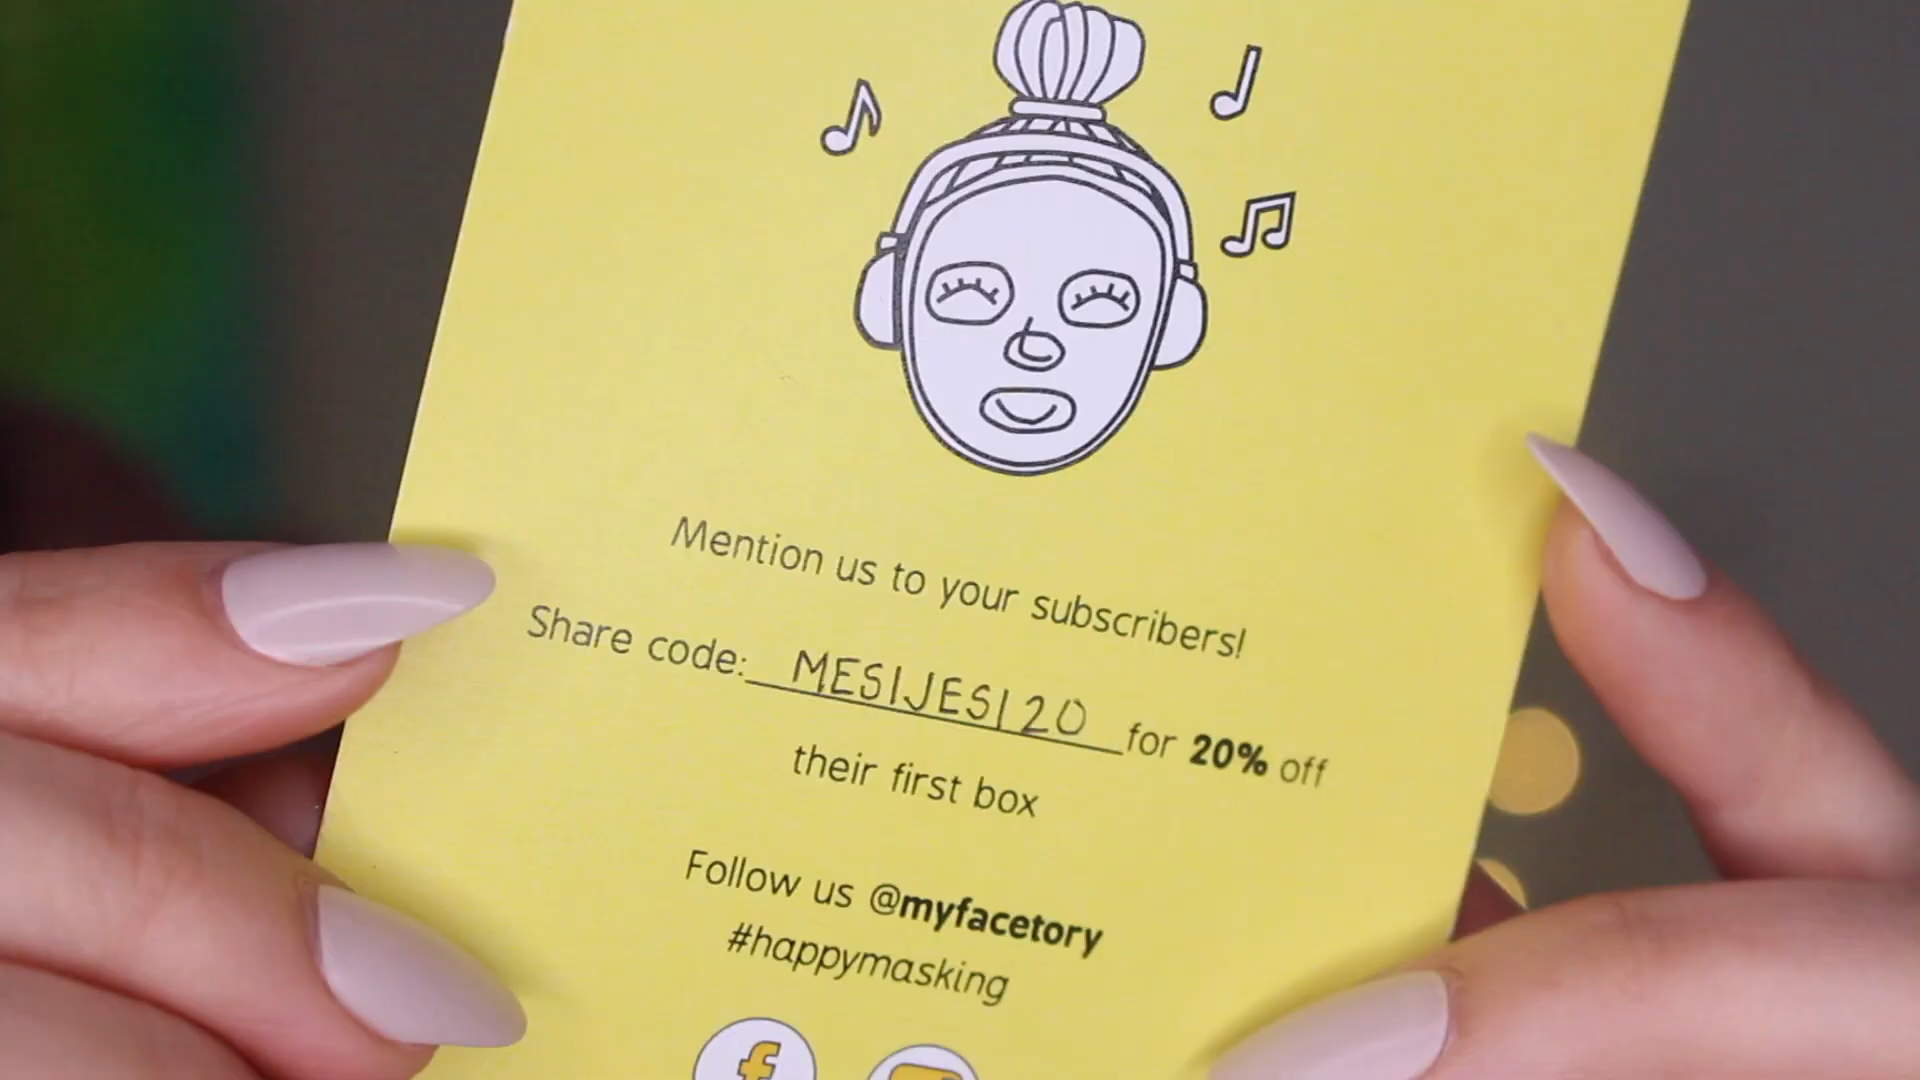 Mention us to your subscribers!
Share code: MESIJESI20 for 20% off
their first box
Follow us @myfacetory
#happymasking
f